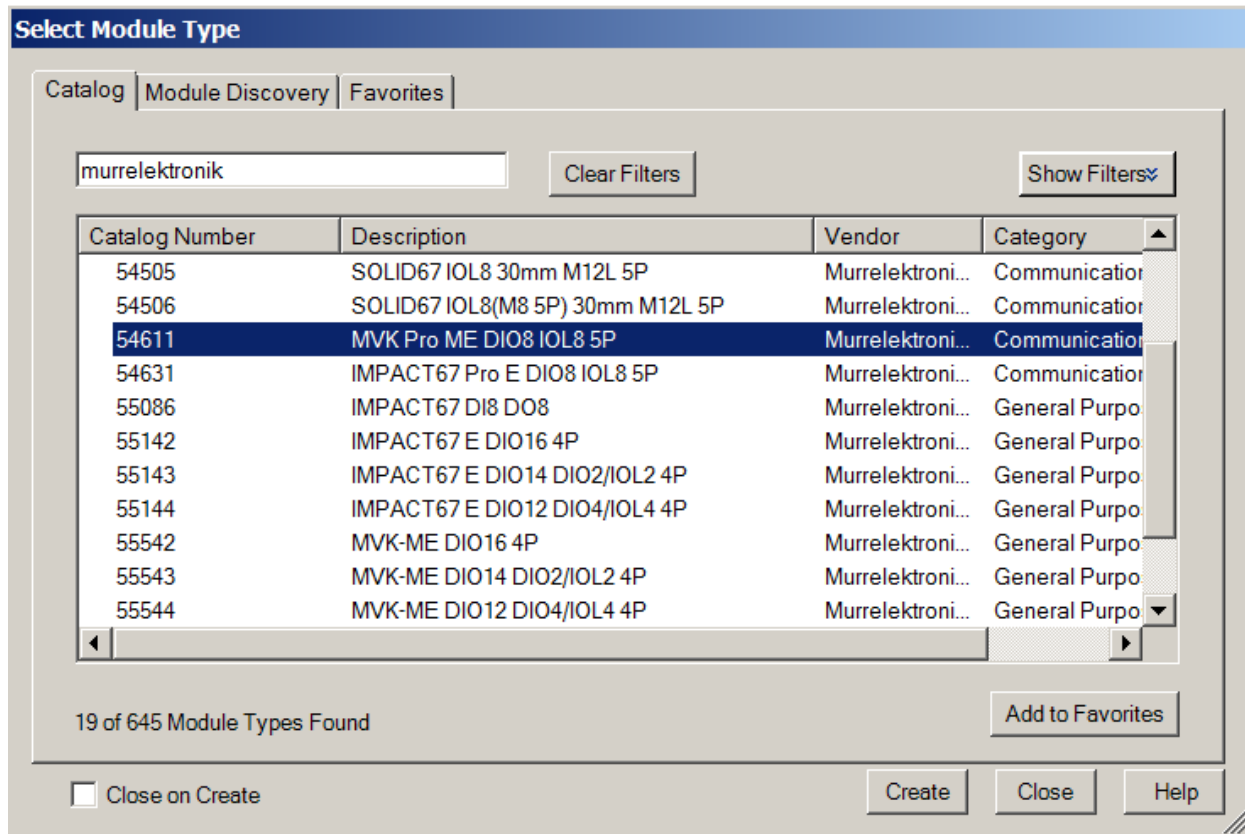 Select Module Type
Catalog Module Discovery Favorites
murrelektronik Clear Filters Show Filters
Catalog Number Description Vendor Category
54505 SOLID67 IOL8 30mm M12L 5P Murrelektroni... Communication
54506 SOLID67 IOL8(M8 5P) 30mm M12L 5P Murrelektroni... Communication
54611 MVK Pro ME DIO8 IOL8 5P Murrelektroni... Communication
54631 IMPACT67 Pro E DIO8 IOL8 5P Murrelektroni... Communication
55086 IMPACT67 DI8 DO8 Murrelektroni... General Purpo
55142 IMPACT67 E DIO16 4P Murrelektroni... General Purpo
55143 IMPACT67 E DIO14 DIO2/IOL2 4P Murrelektroni... General Purpo
55144 IMPACT67 E DIO12 DIO4/IOL4 4P Murrelektroni... General Purpo
55542 MVK-ME DIO16 4P Murrelektroni... General Purpo
55543 MVK-ME DIO14 DIO2/IOL2 4P Murrelektroni... General Purpo
55544 MVK-ME DIO12 DIO4/IOL4 4P Murrelektroni... General Purpo
19 of 645 Module Types Found Add to Favorites
Close on Create Create Close Help